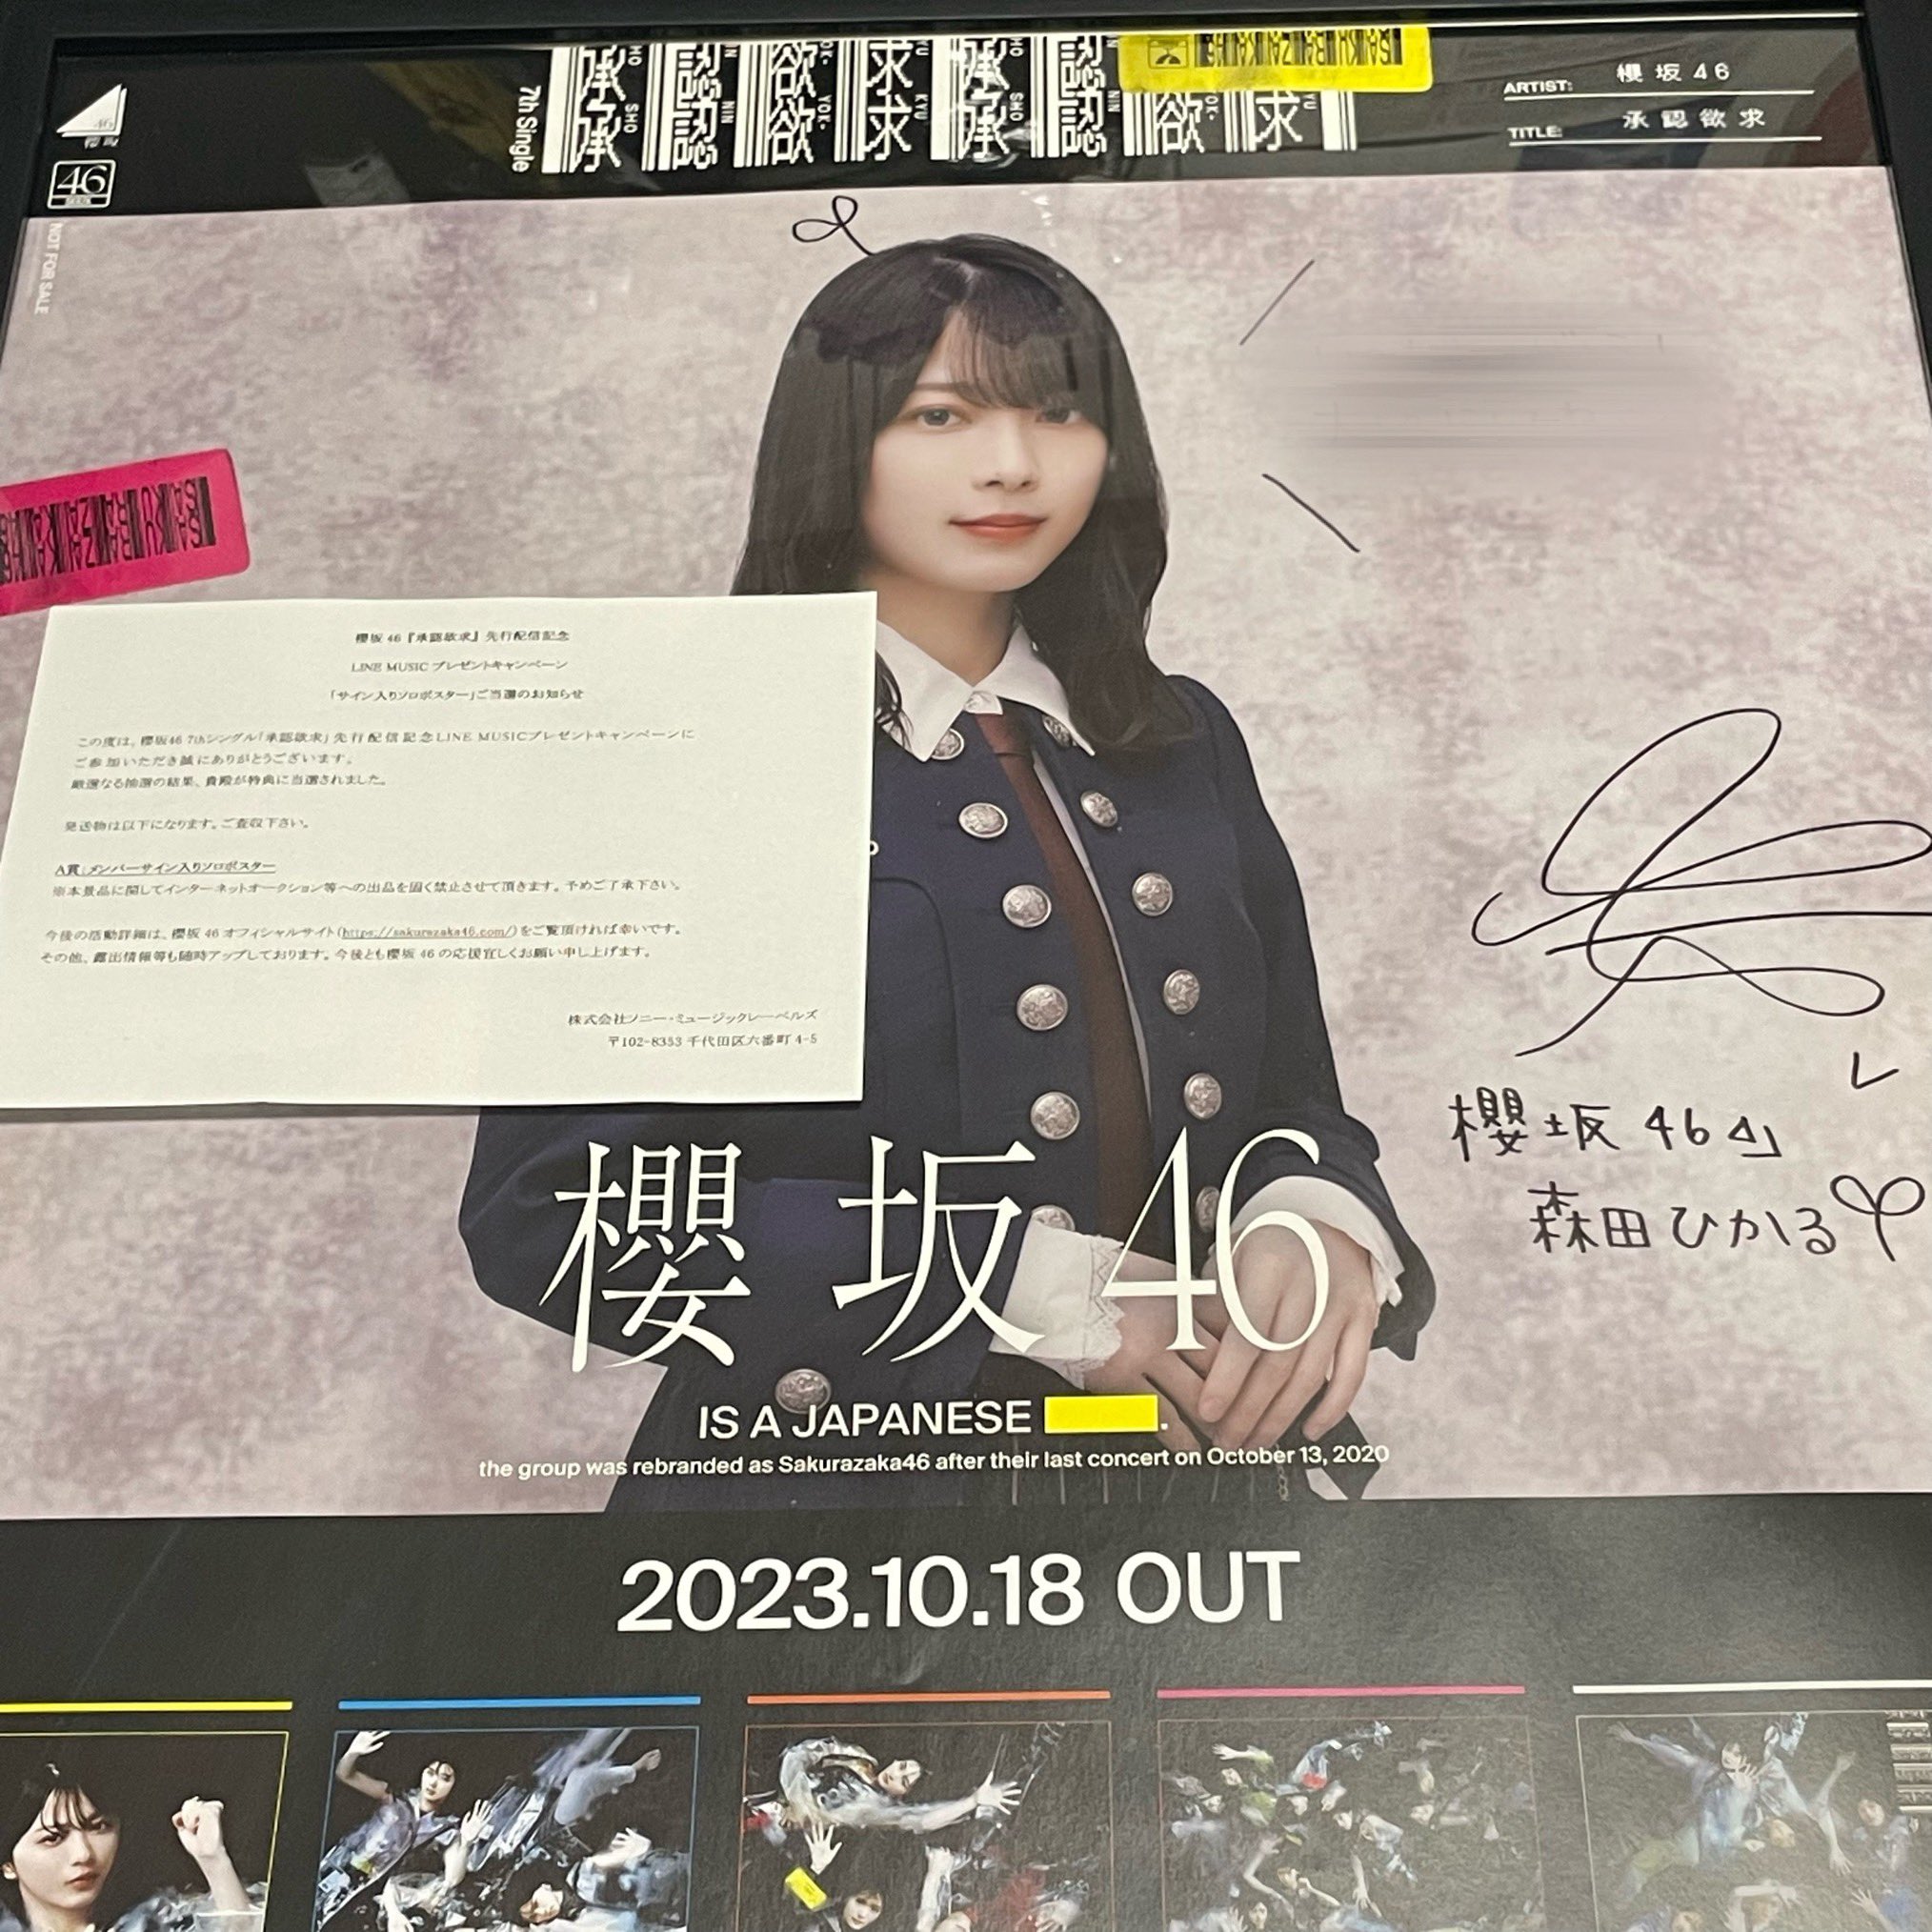 7th Single
承認欲求承認欲求
承認欲求承認欲求
SHO NIN YOK- KYU SHO NIN
ARTIST: 櫻坂46
TITLE: 承認欲求
46
NOT FOR SALE
SAKURAZAKA46
SAKURAZAKA46
櫻坂46『承認欲求』先行配信記念
LINE MUSIC プレゼントキャンペーン
「サイン入りソロポスター」ご当選のお知らせ
この度は、櫻坂46 7thシングル「承認欲求」先行配信記念LINE MUSICプレゼントキャンペーンに
ご参加いただき誠にありがとうございます。
厳選なる抽選の結果、貴殿が特典に当選されました。
発送物は以下になります。ご査収下さい。
A賞：メンバーサイン入りソロポスター
※本景品に関してインターネットオークション等への出品を固く禁止させて頂きます。予めご了承下さい。
今後の活動詳細は、櫻坂46オフィシャルサイト(https://sakurazaka46.com/)をご覧頂ければ幸いです。
その他、露出情報等も随時アップしております。今後とも櫻坂46の応援宜しくお願い申し上げます。
株式会社ソニー・ミュージックレーベルズ
〒102-8353 千代田区六番町4-5
櫻坂46
森田ひかる
櫻坂46
IS A JAPANESE
the group was rebranded as Sakurazaka46 after their last concert on October 13, 2020
2023.10.18 OUT